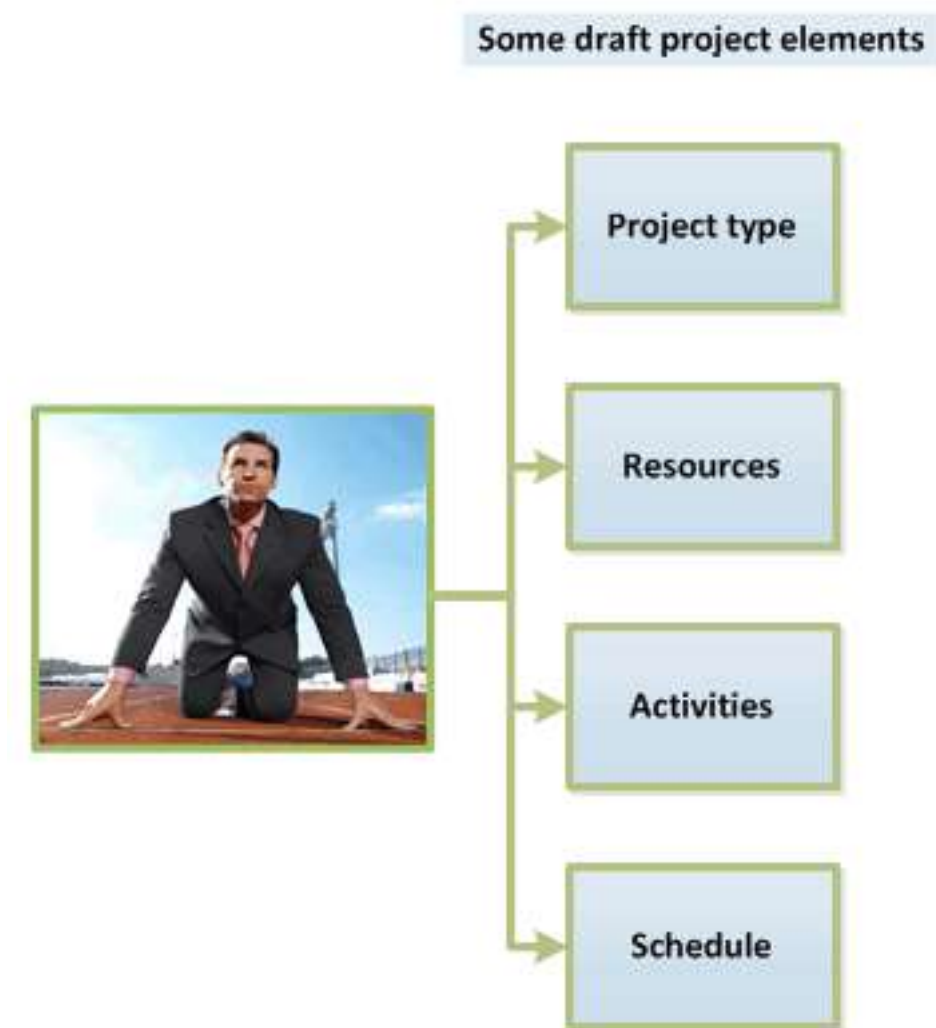 Some draft project elements
Project type
Resources
Activities
Schedule